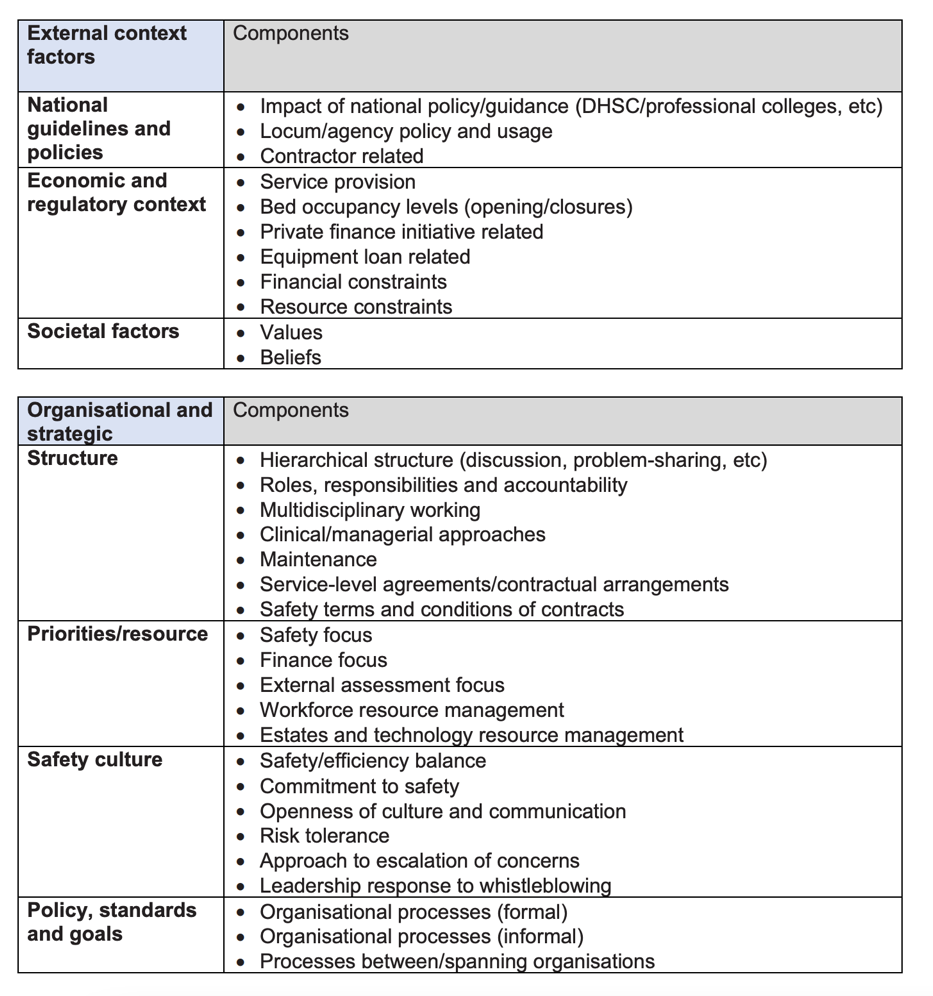 External context
factors
Components
National
guidelines and
policies
• Impact of national policy/guidance (DHSC/professional colleges, etc)
• Locum/agency policy and usage
• Contractor related
Economic and
regulatory context
• Service provision
• Bed occupancy levels (opening/closures)
• Private finance initiative related
• Equipment loan related
• Financial constraints
• Resource constraints
Societal factors
• Values
• Beliefs
Organisational and
strategic
Components
Structure
• Hierarchical structure (discussion, problem-sharing, etc)
• Roles, responsibilities and accountability
• Multidisciplinary working
• Clinical/managerial approaches
• Maintenance
• Service-level agreements/contractual arrangements
• Safety terms and conditions of contracts
Priorities/resource
• Safety focus
• Finance focus
• External assessment focus
• Workforce resource management
• Estates and technology resource management
Safety culture
• Safety/efficiency balance
• Commitment to safety
• Openness of culture and communication
• Risk tolerance
• Approach to escalation of concerns
• Leadership response to whistleblowing
Policy, standards
and goals
• Organisational processes (formal)
• Organisational processes (informal)
• Processes between/spanning organisations